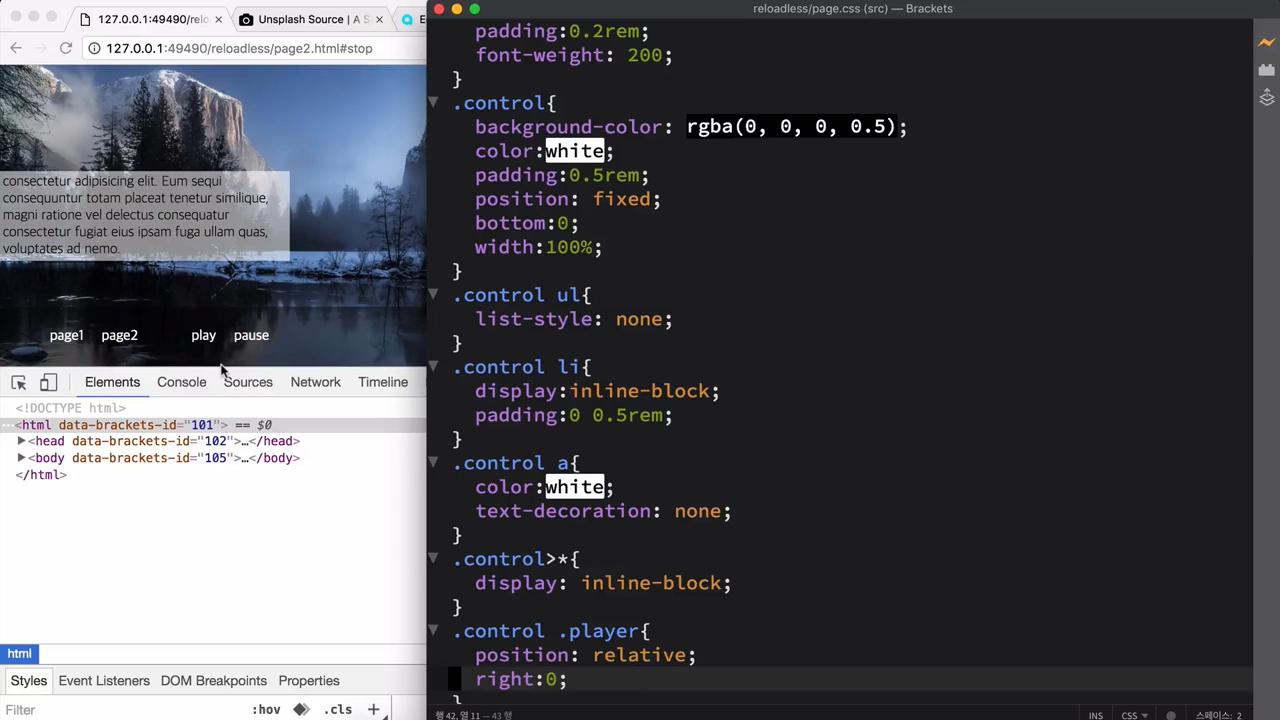 127.0.0.1:49490/relo
Unsplash Source | A S
E
127.0.0.1:49490/reloadless/page2.html#stop
consectetur adipisicing elit. Eum sequi
consequuntur totam placeat tenetur similique,
magni ratione vel delectus consequatur
consectetur fugiat eius ipsam fuga ullam quas,
voluptates ad nemo.
page1 page2 play pause
Elements Console Sources Network Timeline
<!DOCTYPE html>
<html data-brackets-id="101"> == $0
<head data-brackets-id="102">…</head>
<body data-brackets-id="105">…</body>
</html>
html
Styles Event Listeners DOM Breakpoints Properties
Filter :hov .cls +
reloadless/page.css (src) — Brackets
padding:0.2rem;
font-weight: 200;
}
.control{
background-color: rgba(0, 0, 0, 0.5);
color:white;
padding:0.5rem;
position: fixed;
bottom:0;
width:100%;
}
.control ul{
list-style: none;
}
.control li{
display:inline-block;
padding:0 0.5rem;
}
.control a{
color:white;
text-decoration: none;
}
.control>*{
display: inline-block;
}
.control .player{
position: relative;
right:0;
}
행 42, 열 11 — 43 행
INS CSS 스페이스: 2